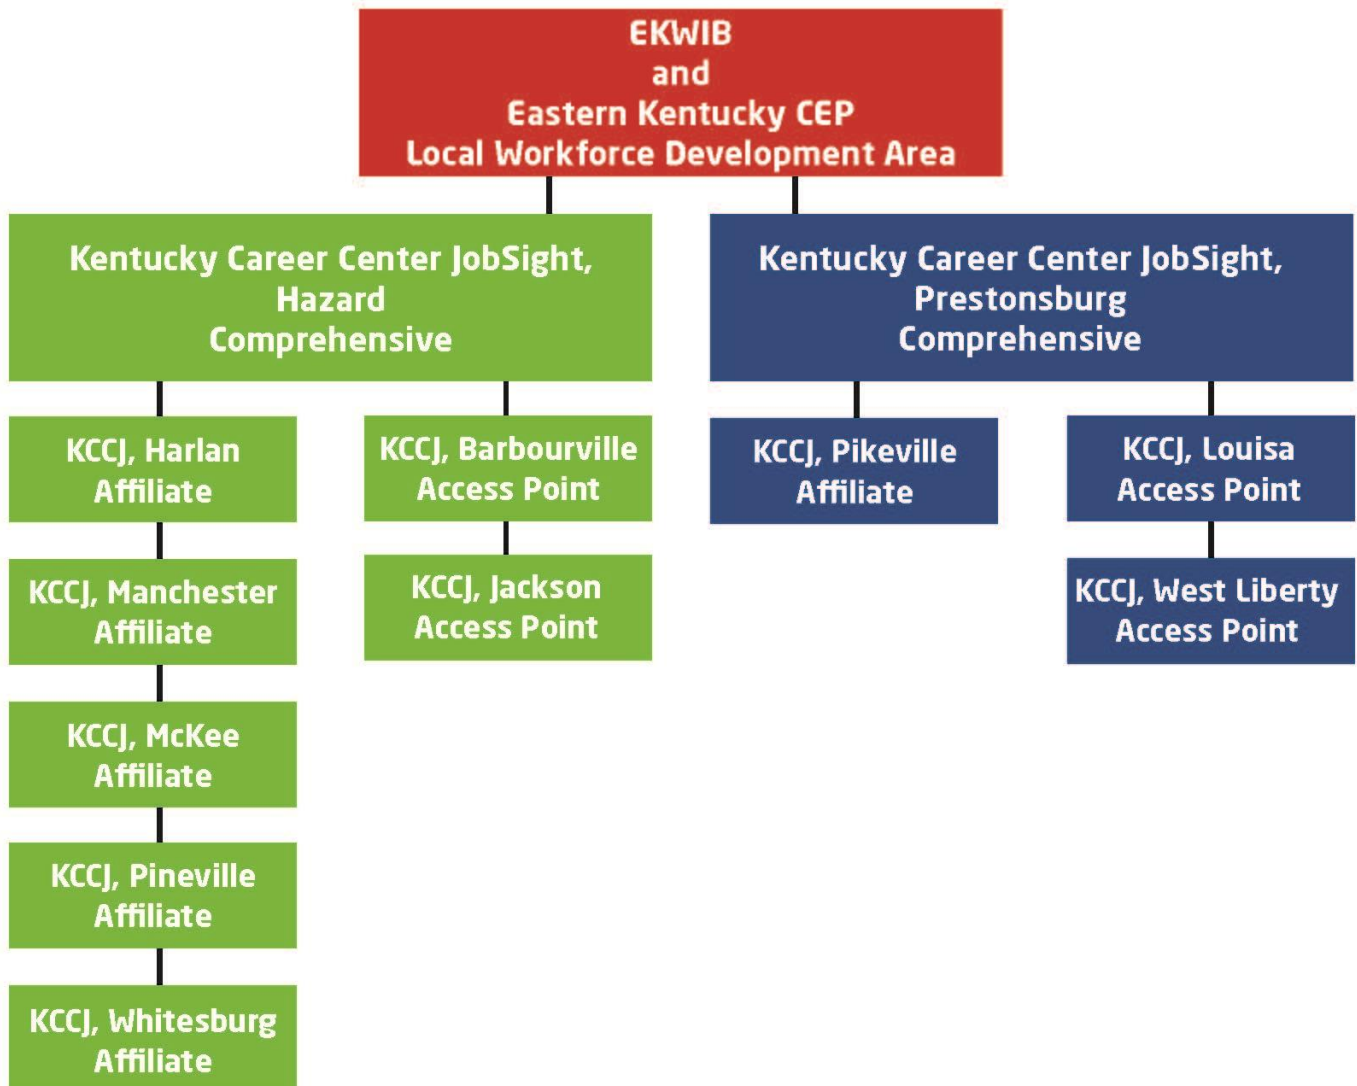 EKWIB
and
Eastern Kentucky CEP
Local Workforce Development Area
Kentucky Career Center JobSight,
Hazard
Comprehensive
Kentucky Career Center JobSight,
Prestonsburg
Comprehensive
KCCJ, Harlan
Affiliate
KCCJ, Barbourville
Access Point
KCCJ, Pikeville
Affiliate
KCCJ, Louisa
Access Point
KCCJ, Manchester
Affiliate
KCCJ, Jackson
Access Point
KCCJ, West Liberty
Access Point
KCCJ, McKee
Affiliate
KCCJ, Pineville
Affiliate
KCCJ, Whitesburg
Affiliate